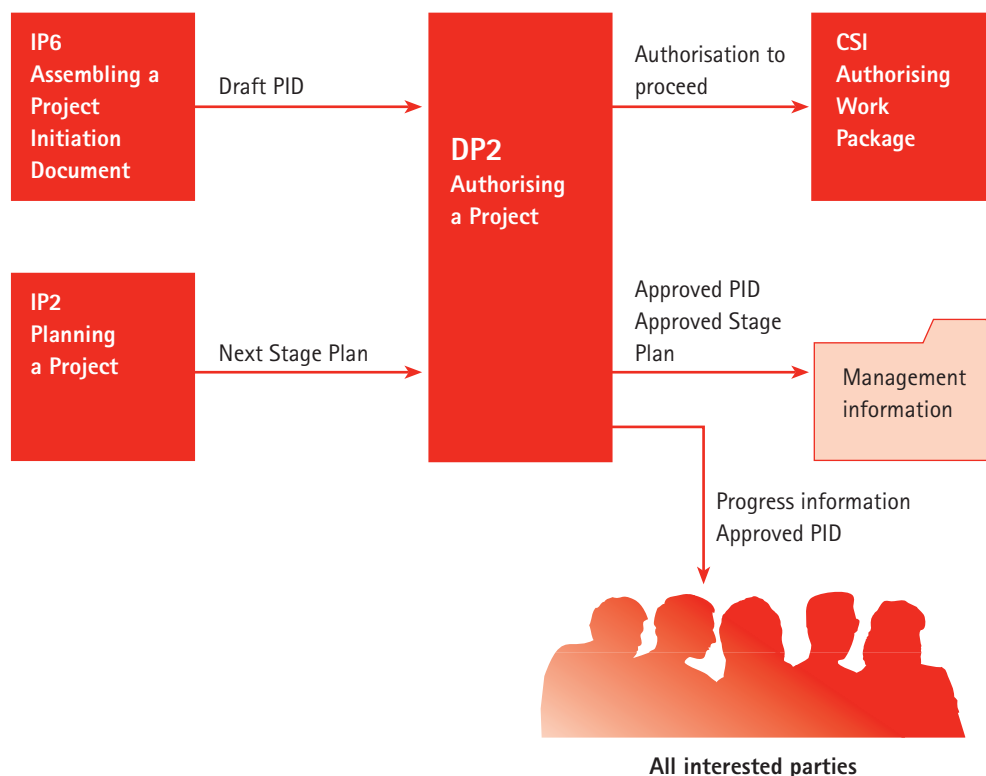 IP6
Assembling a
Project
Initiation
Document
Draft PID
DP2
Authorising
a Project
Authorisation to
proceed
CSI
Authorising
Work
Package
IP2
Planning
a Project
Next Stage Plan
Approved PID
Approved Stage
Plan
Management
information
Progress information
Approved PID
All interested parties